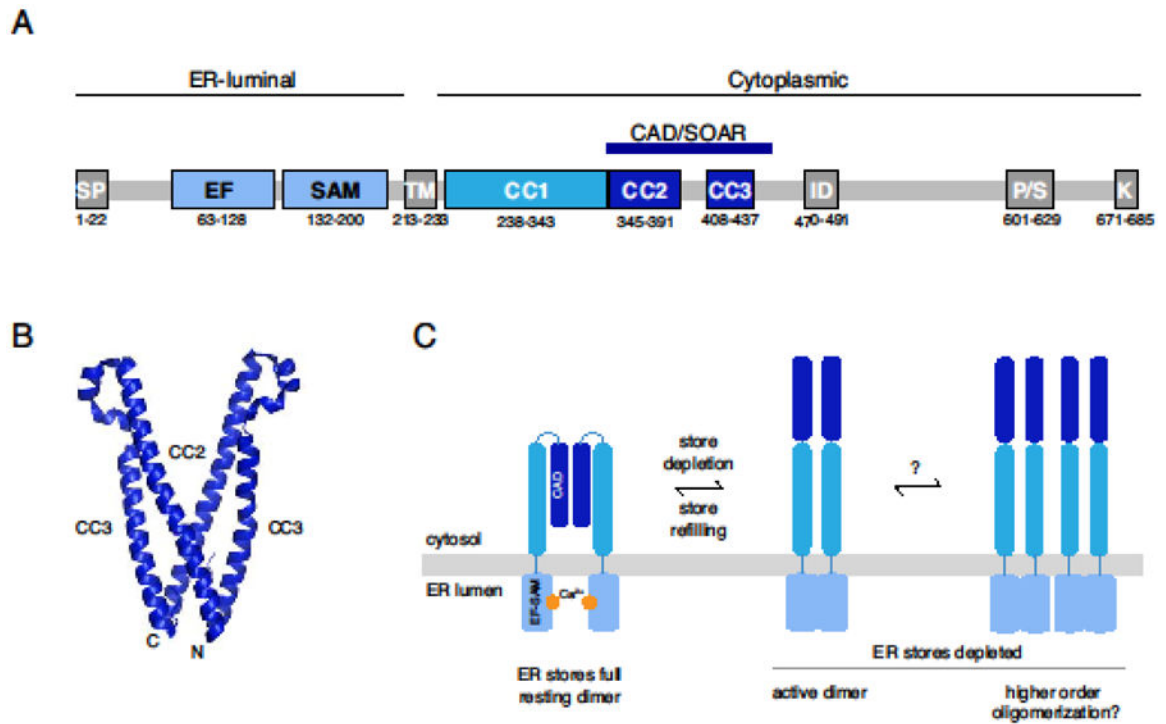 A
ER-luminal
Cytoplasmic
CAD/SOAR
SP EF SAM TM CC1 CC2 CC3 ID P/S K
1-22 63-128 132-200 213-233 238-343 345-391 408-437 470-491 601-629 671-685
B
CC2
CC3
CC3
C
N
C
CAD
store
depletion
store
refilling
?
cytosol
ER lumen
EF-SAM
Ca2+
ER stores full
resting dimer
ER stores depleted
active dimer
higher order
oligomerization?